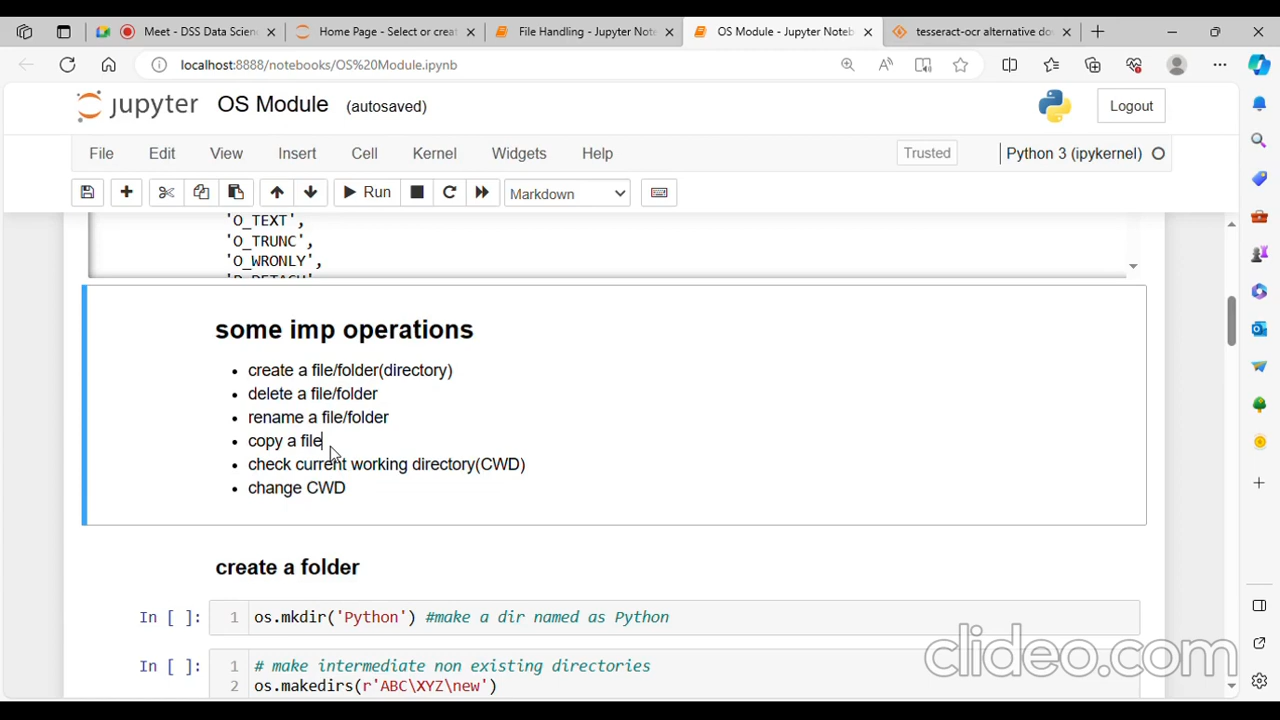 Meet - DSS Data Scien
Home Page - Select or creat
File Handling - Jupyter Note
OS Module - Jupyter Noteb
tesseract-ocr alternative do
localhost:8888/notebooks/OS%20Module.ipynb
jupyter OS Module (autosaved)
Logout
File Edit View Insert Cell Kernel Widgets Help
Trusted
Python 3 (ipykernel)
Run
Markdown
'O_TEXT',
'O_TRUNC',
'O_WRONLY',
some imp operations
• create a file/folder(directory)
• delete a file/folder
• rename a file/folder
• copy a file
• check current working directory(CWD)
• change CWD
create a folder
In [ ]: 1 os.mkdir('Python') #make a dir named as Python
In [ ]: 1 # make intermediate non existing directories
2 os.makedirs(r'ABC\XYZ\new')
clideo.com